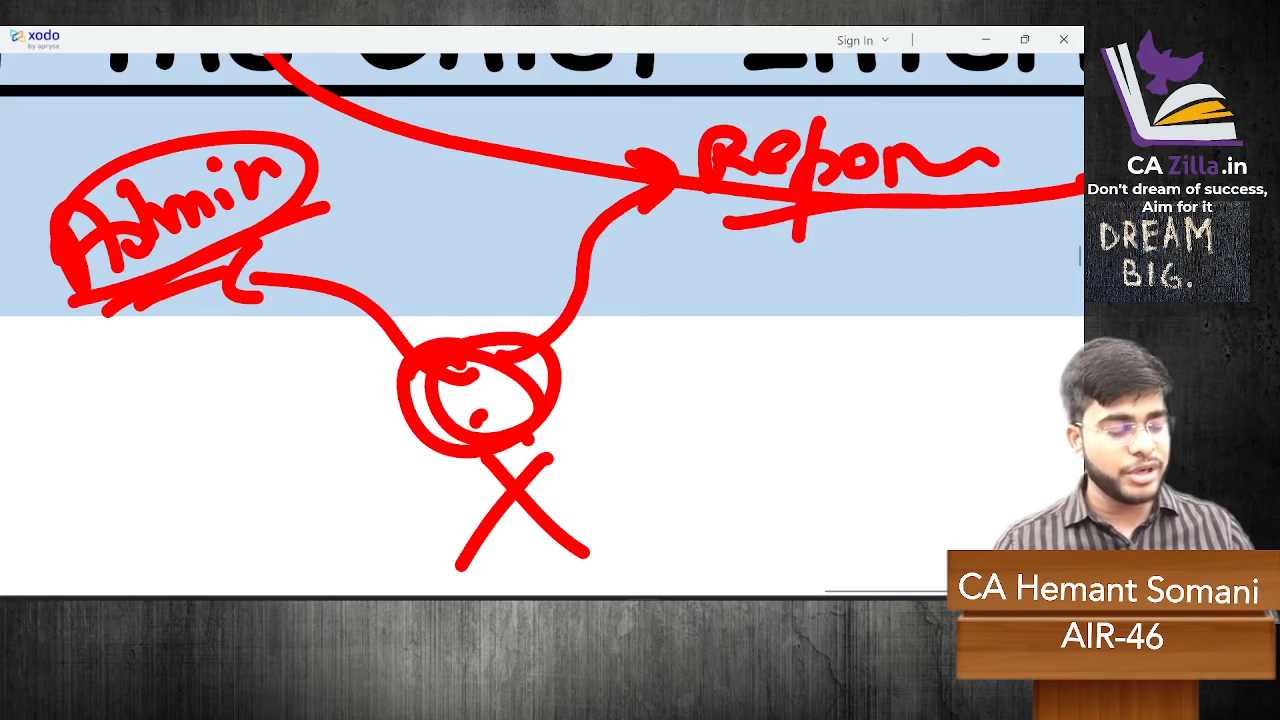 xodo
by apryse
Sign In
Admin
CA Zilla.in
Don't dream of success,
Aim for it
DREAM
BIG.
CA Hemant Somani
AIR-46